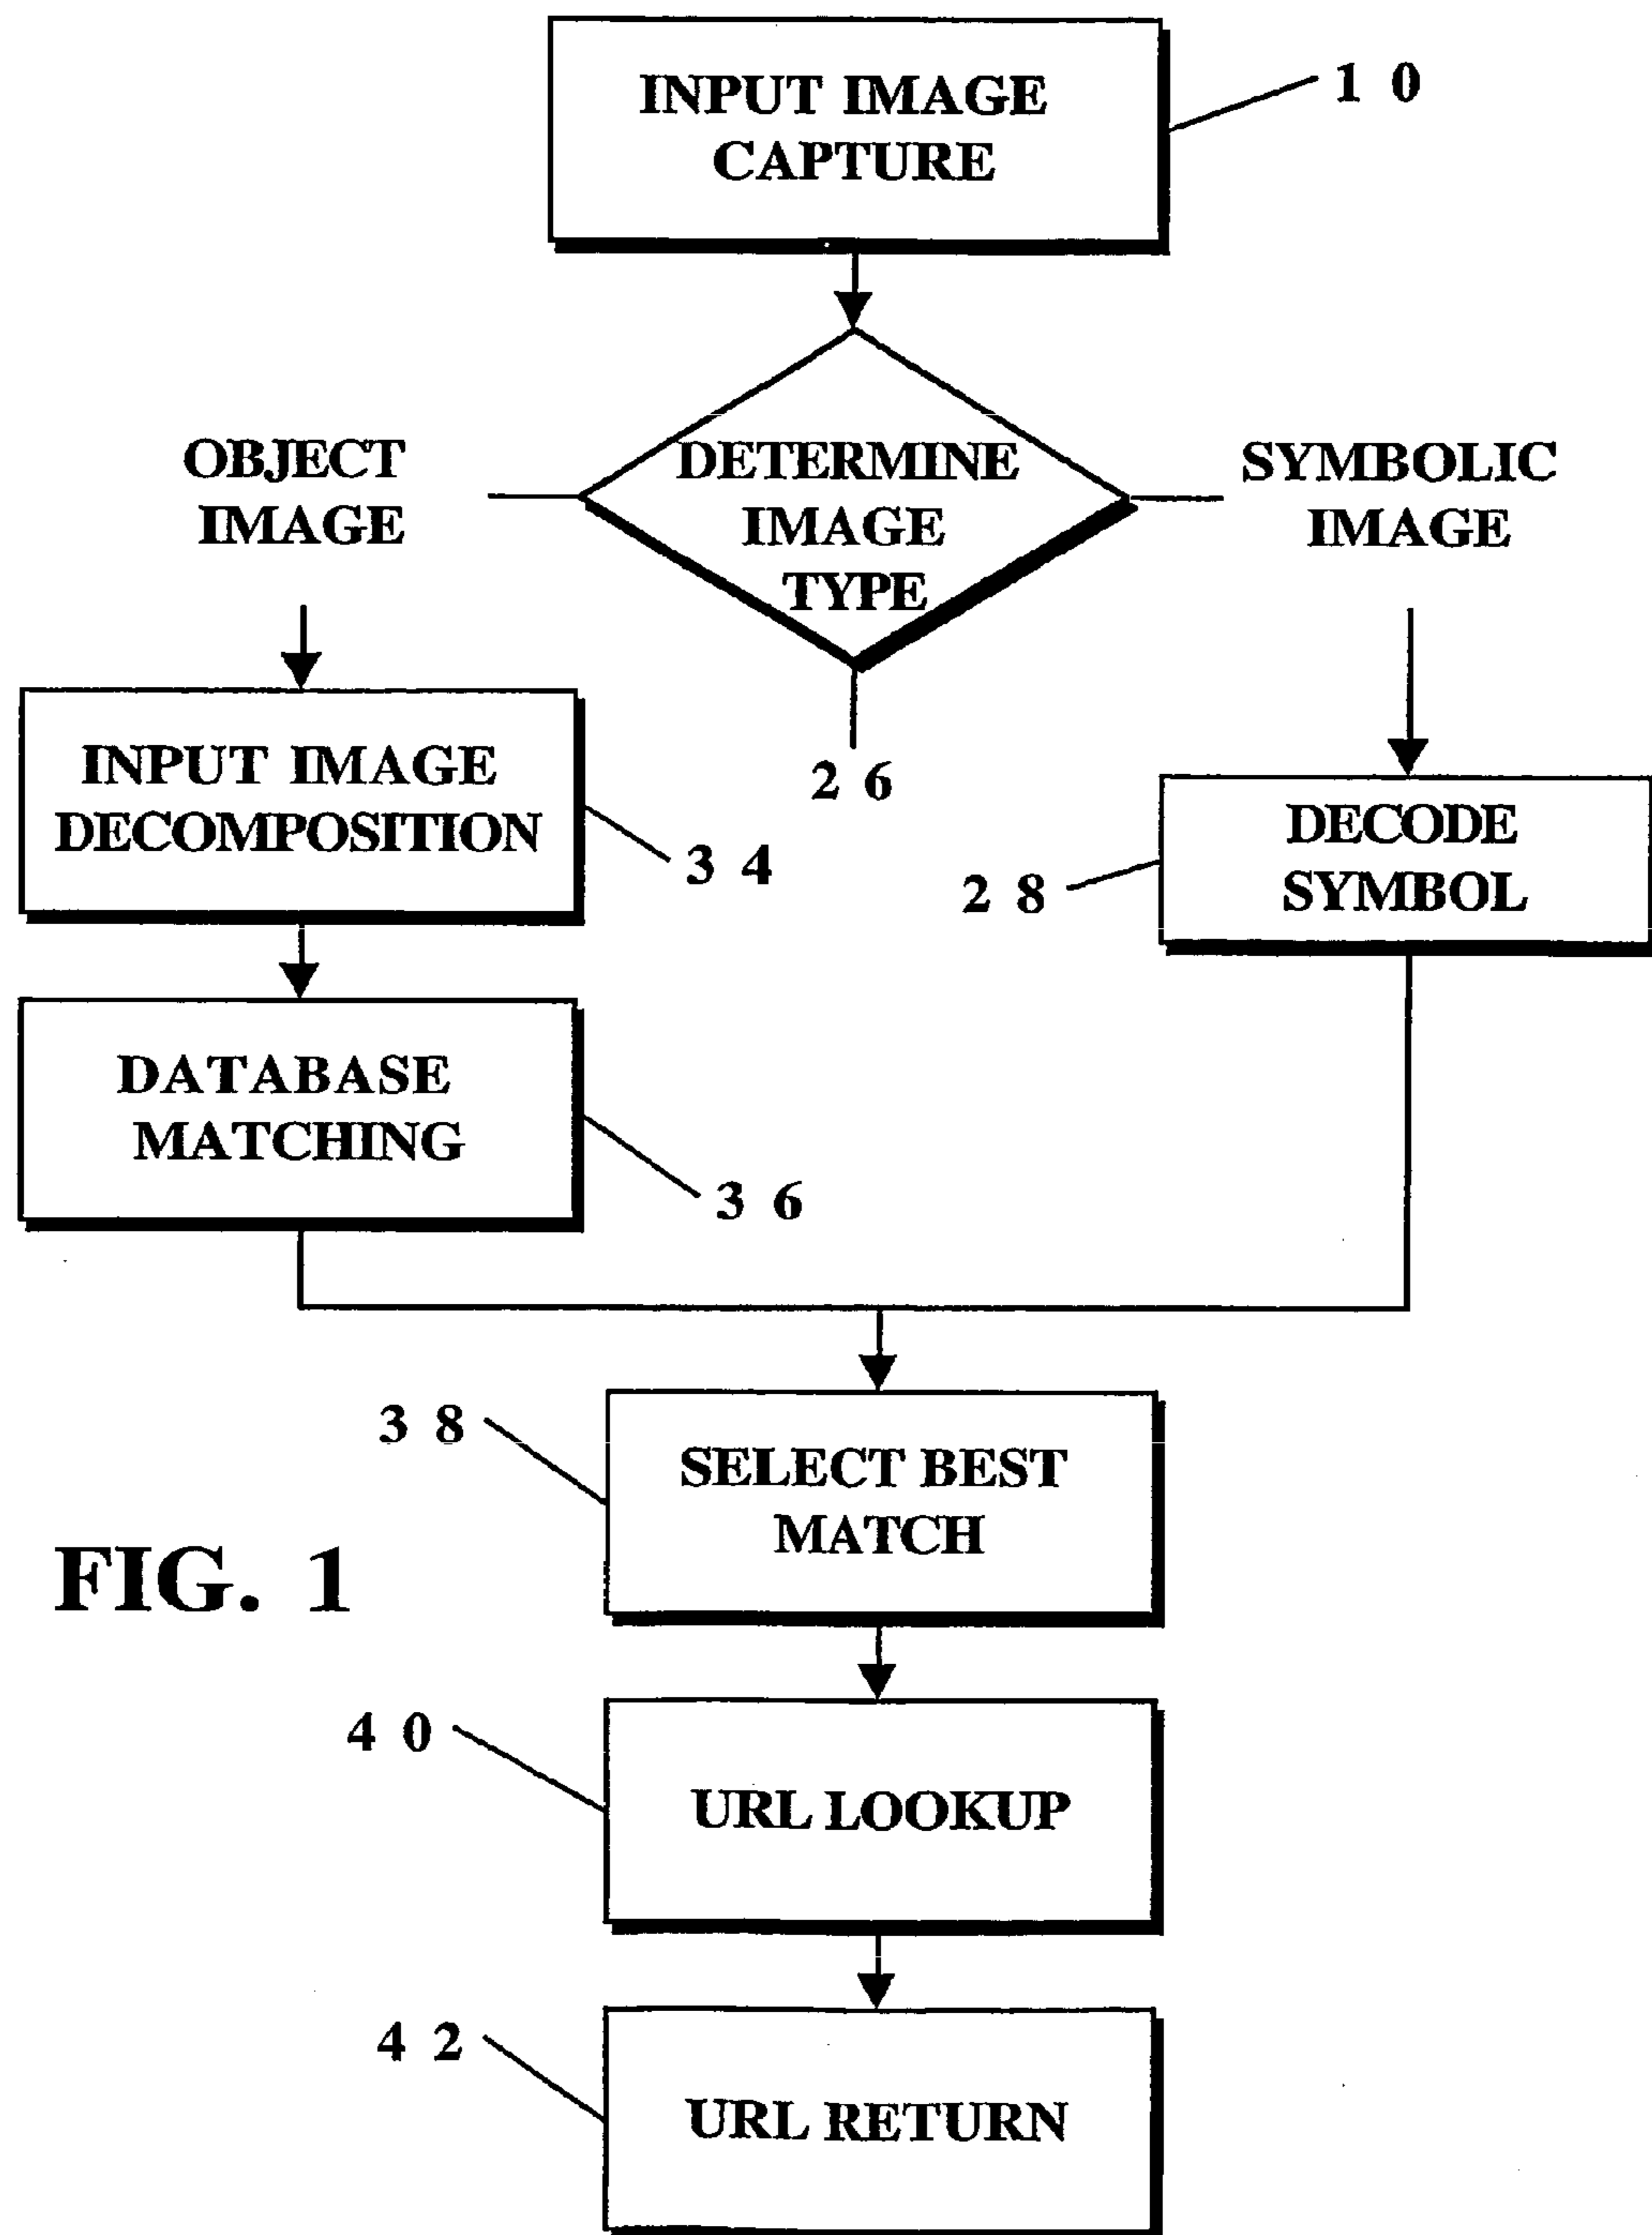 INPUT IMAGE
CAPTURE
1 0
OBJECT
IMAGE
DETERMINE
IMAGE
TYPE
SYMBOLIC
IMAGE
2 6
INPUT IMAGE
DECOMPOSITION
3 4
2 8
DECODE
SYMBOL
DATABASE
MATCHING
3 6
3 8
SELECT BEST
MATCH
FIG. 1
4 0
URL LOOKUP
4 2
URL RETURN